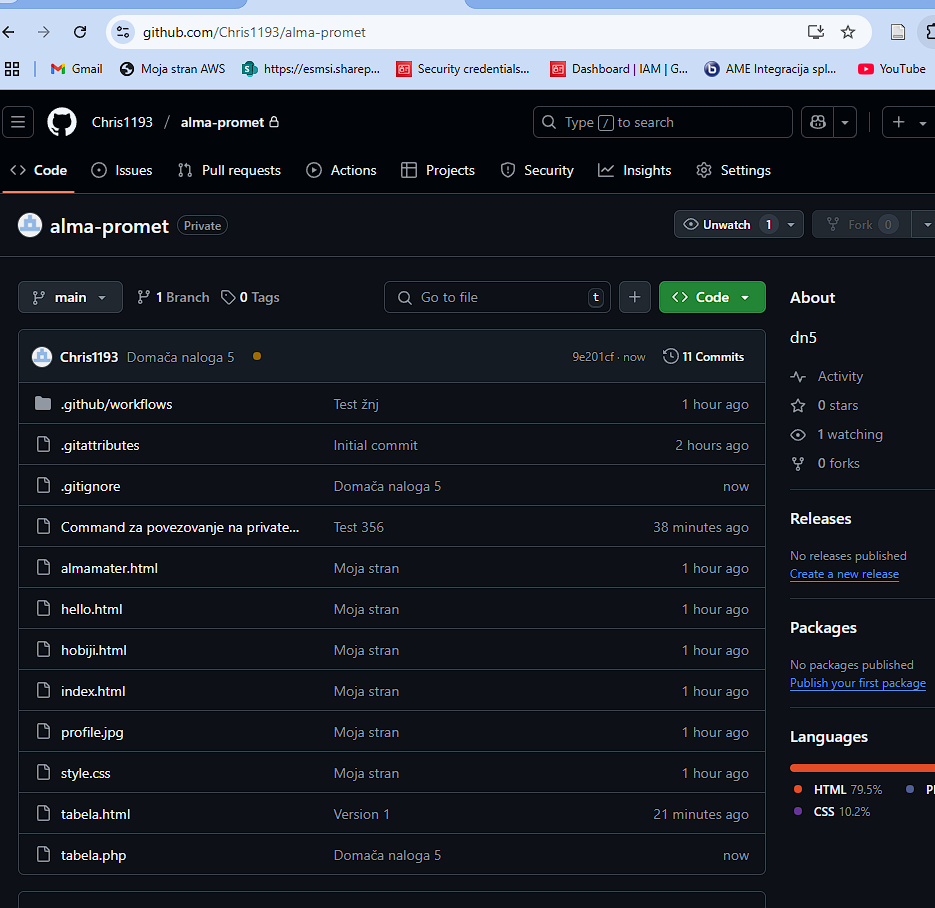 github.com/Chris1193/alma-promet
Gmail Moja stran AWS https://esmsi.sharep... Security credentials... Dashboard | IAM | G... AME Integracija spl... YouTube
Chris1193 / alma-promet Type / to search
Code Issues Pull requests Actions Projects Security Insights Settings
alma-promet Private Unwatch 1 Fork 0
main 1 Branch 0 Tags Go to file t Code
Chris1193 Domača naloga 5 9e201cf · now 11 Commits
.github/workflows Test žnj 1 hour ago
.gitattributes Initial commit 2 hours ago
.gitignore Domača naloga 5 now
Command za povezovanje na private... Test 356 38 minutes ago
almamater.html Moja stran 1 hour ago
hello.html Moja stran 1 hour ago
hobiji.html Moja stran 1 hour ago
index.html Moja stran 1 hour ago
profile.jpg Moja stran 1 hour ago
style.css Moja stran 1 hour ago
tabela.html Version 1 21 minutes ago
tabela.php Domača naloga 5 now
About
dn5
Activity
0 stars
1 watching
0 forks
Releases
No releases published
Create a new release
Packages
No packages published
Publish your first package
Languages
HTML 79.5%
CSS 10.2%